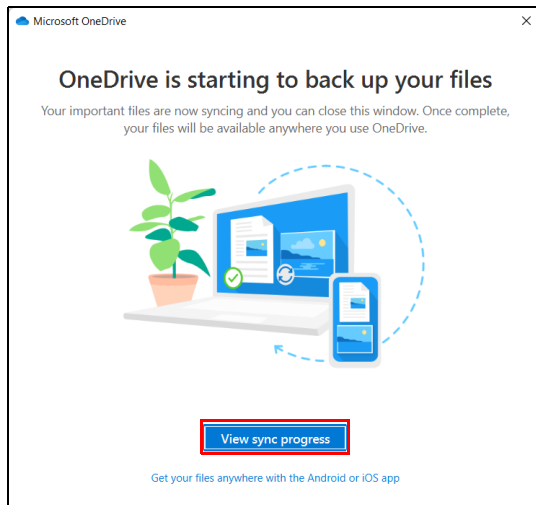 Microsoft OneDrive
OneDrive is starting to back up your files
Your important files are now syncing and you can close this window. Once complete,
your files will be available anywhere you use OneDrive.
View sync progress
Get your files anywhere with the Android or iOS app